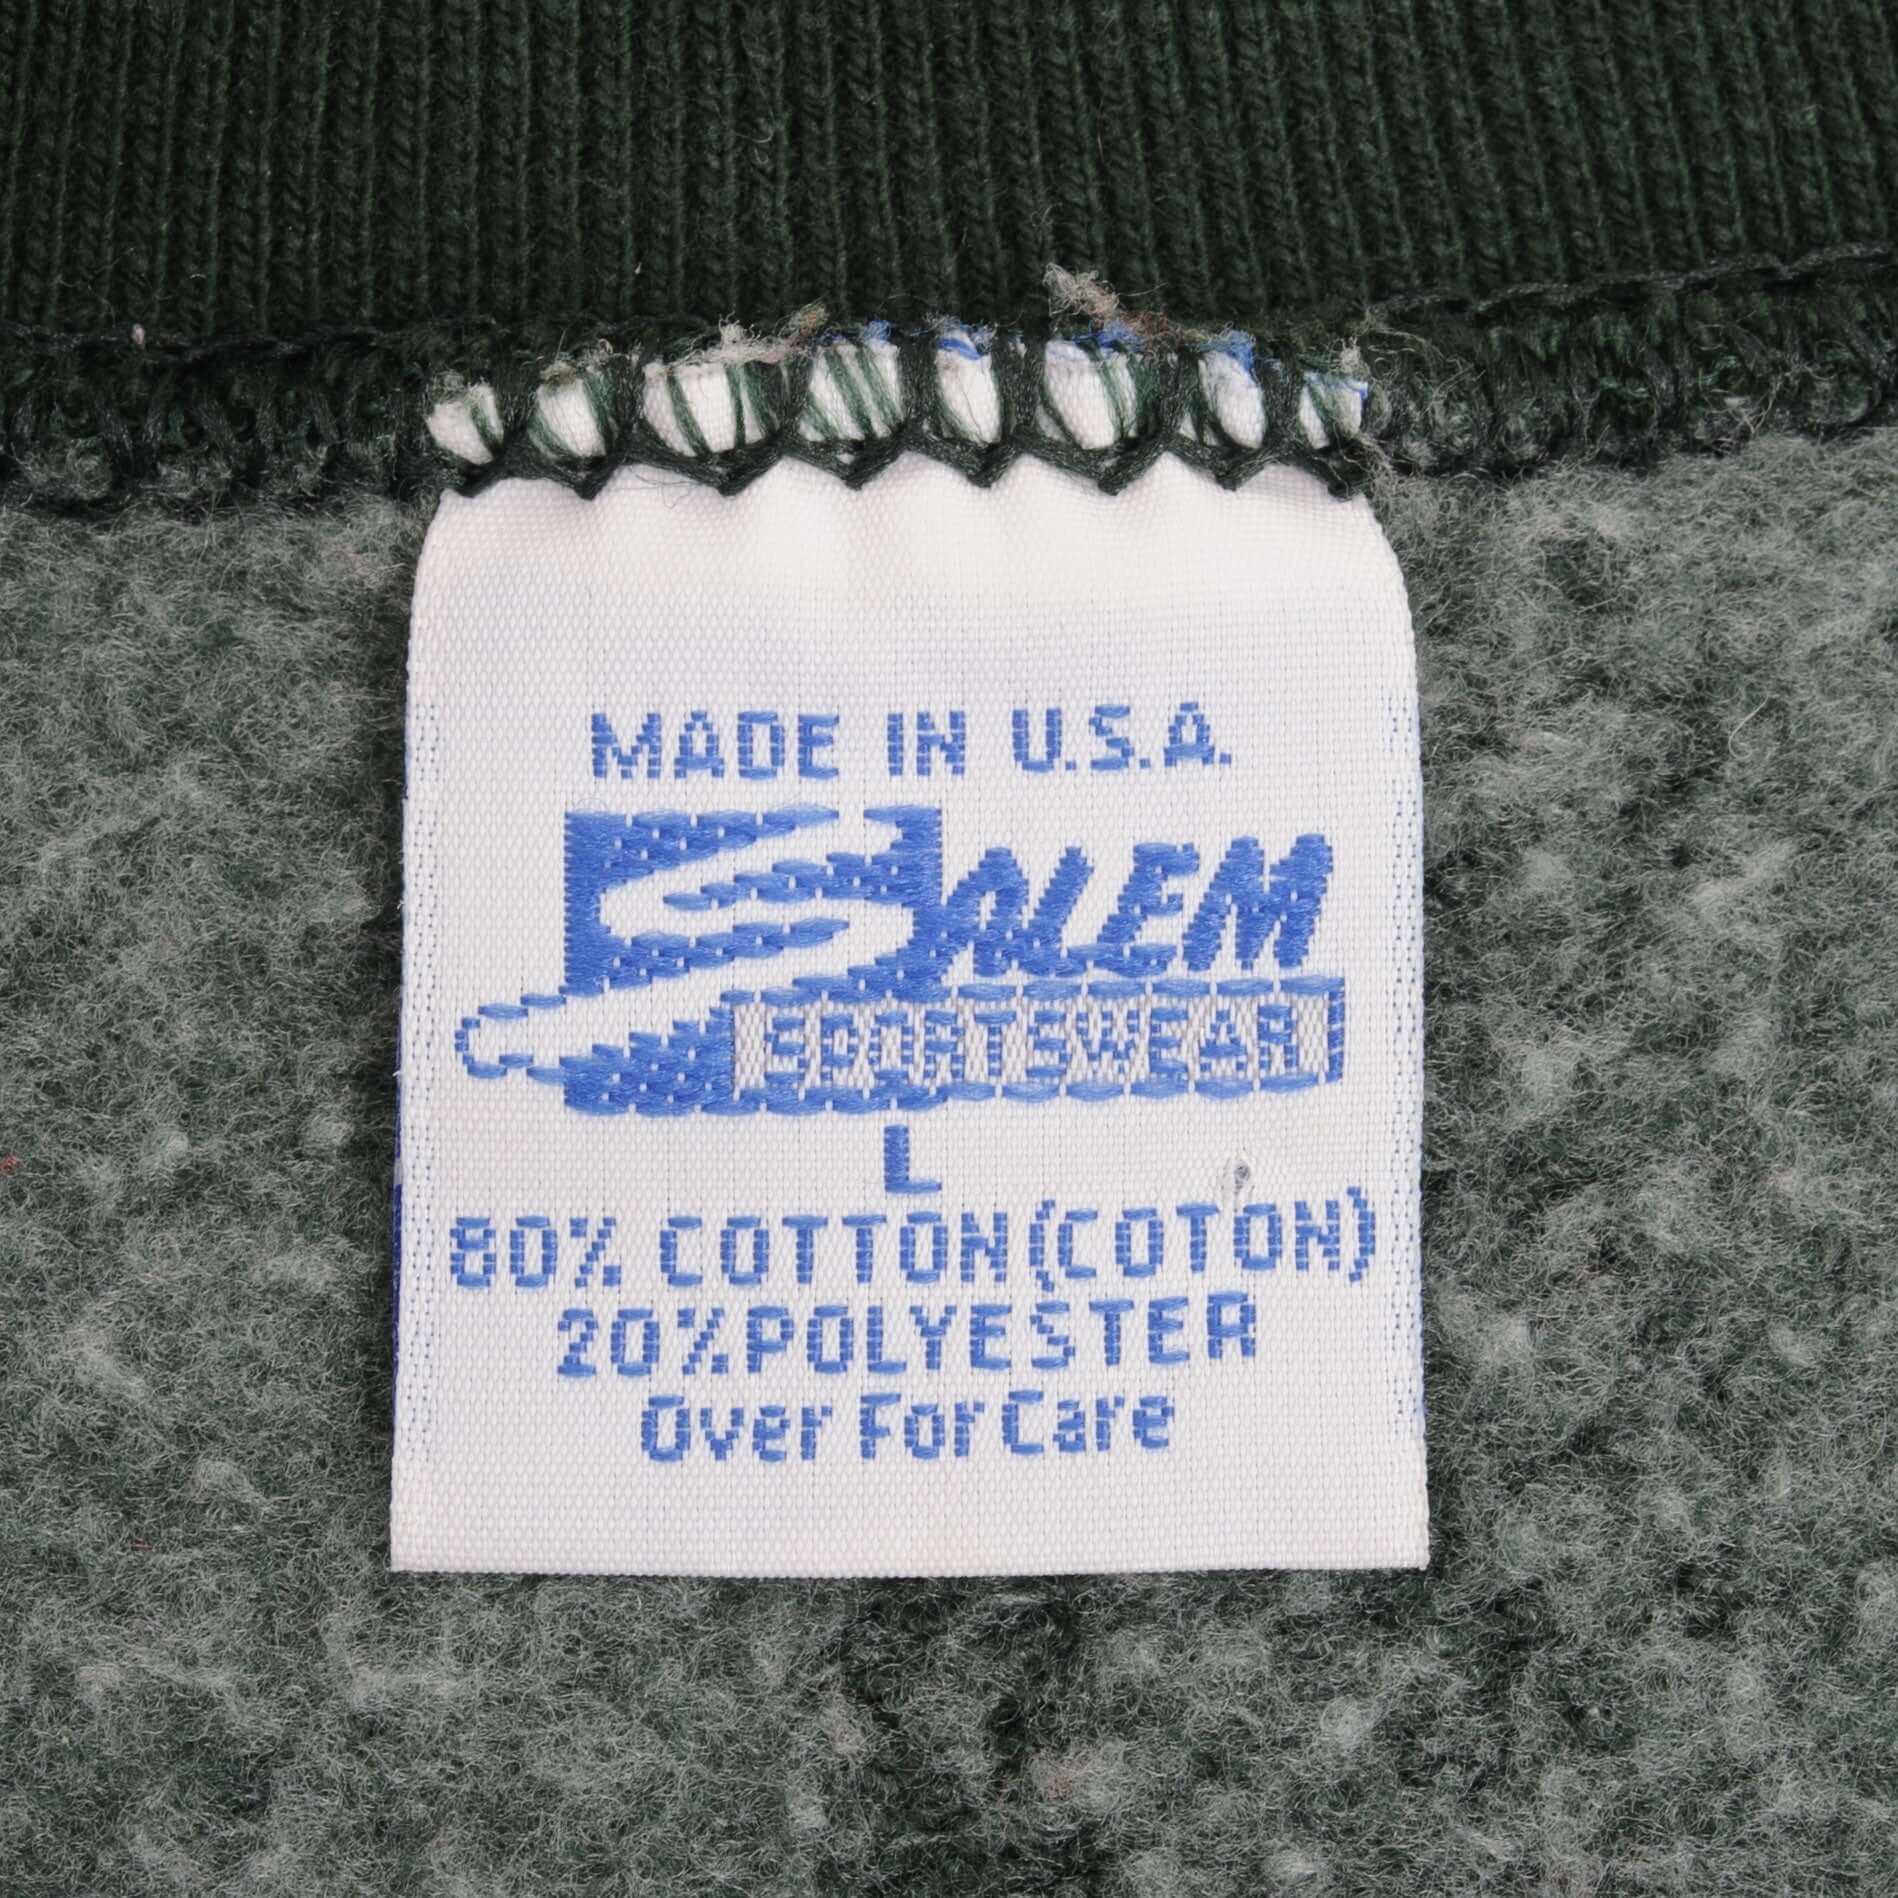 MADE IN U.S.A.
SALEM
SPORTSWEAR
L
80% COTTON (COTON)
20% POLYESTER
Over For Care